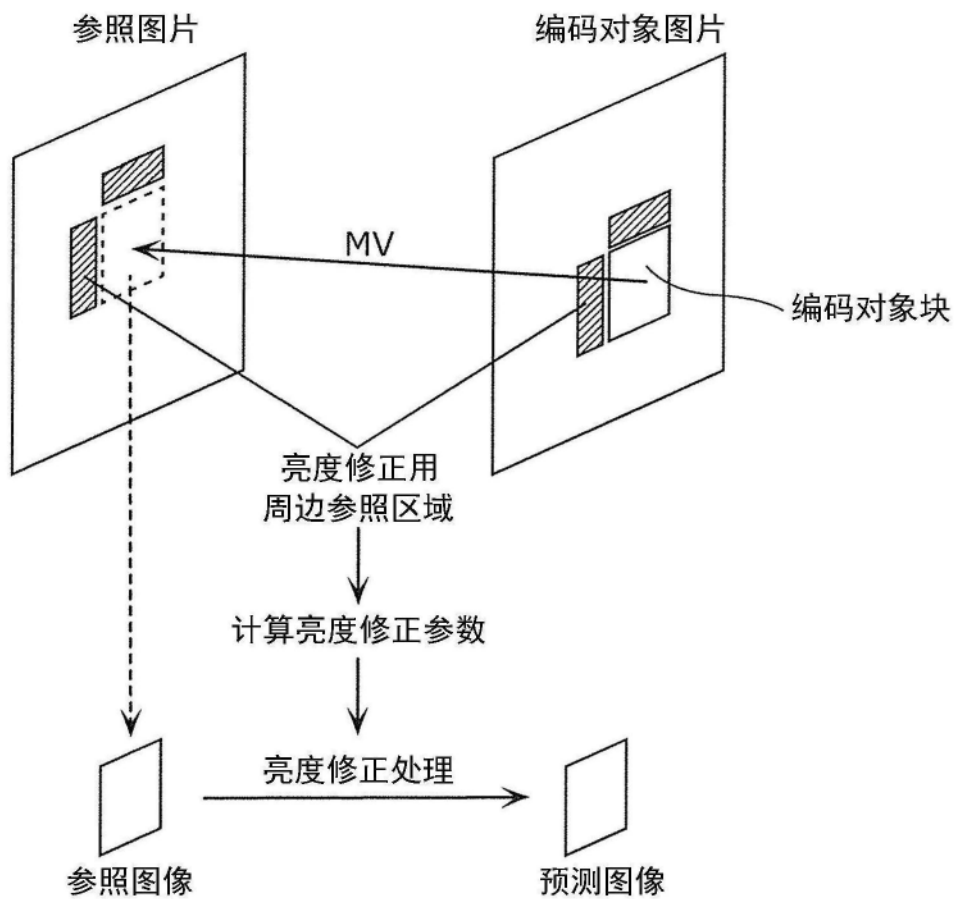 参照图片
编码对象图片
MV
编码对象块
亮度修正用
周边参照区域
计算亮度修正参数
亮度修正处理
参照图像
预测图像